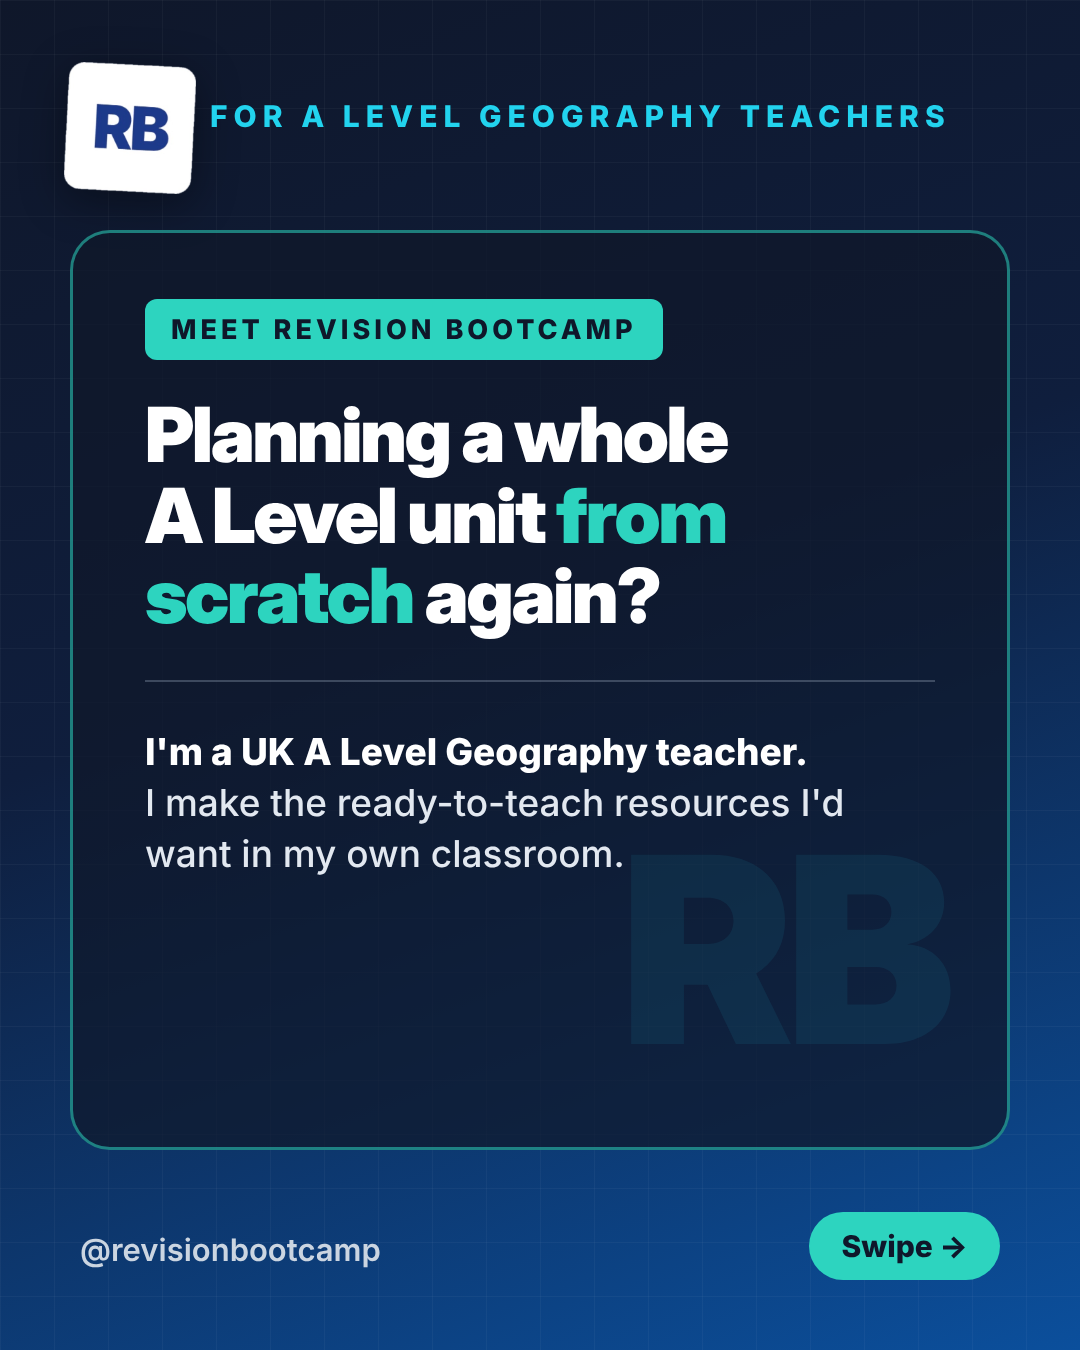 RB
FOR A LEVEL GEOGRAPHY TEACHERS
MEET REVISION BOOTCAMP
Planning a whole
A Level unit from
scratch again?
I'm a UK A Level Geography teacher.
I make the ready-to-teach resources I'd
want in my own classroom.
RB
@revisionbootcamp
Swipe →